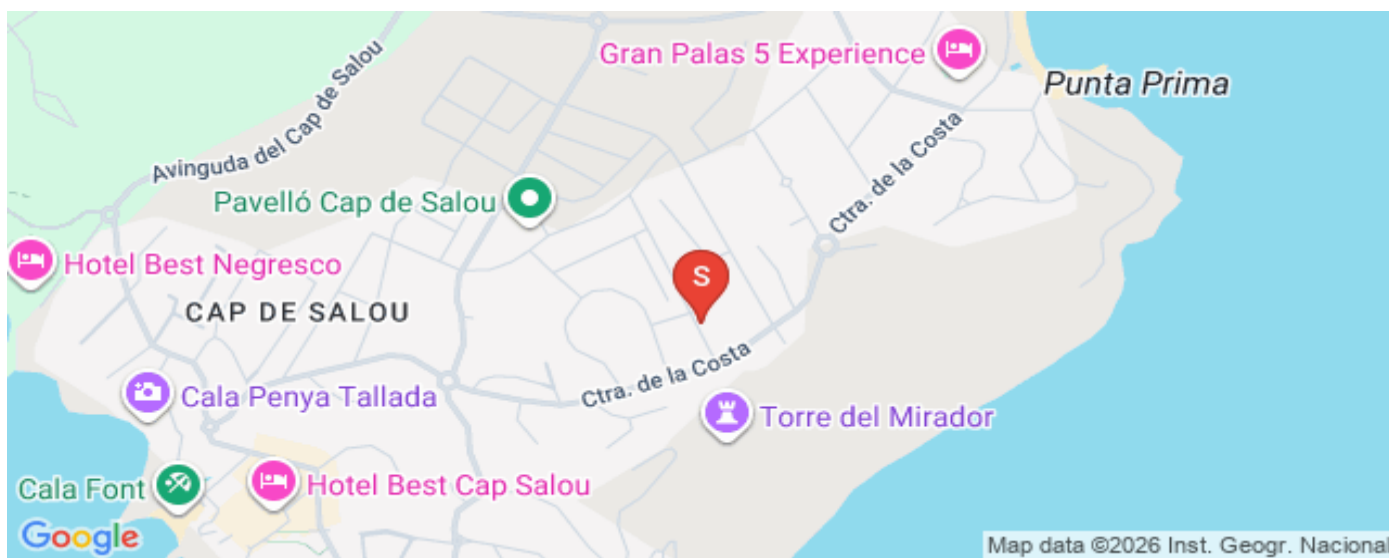 Gran Palas 5 Experience
Punta Prima
Avinguda del Cap de Salou
Ctra. de la Costa
Pavelló Cap de Salou
Hotel Best Negresco
S
CAP DE SALOU
Ctra. de la Costa
Cala Penya Tallada
Torre del Mirador
Cala Font
Hotel Best Cap Salou
Google
Map data ©2026 Inst. Geogr. Nacional